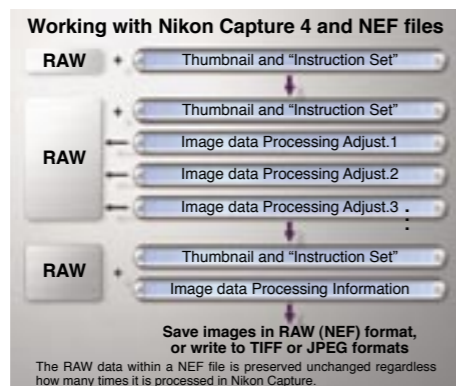 Working with Nikon Capture 4 and NEF files
RAW + Thumbnail and “Instruction Set”
+ Thumbnail and “Instruction Set”
Image data Processing Adjust.1
RAW
Image data Processing Adjust.2
Image data Processing Adjust.3
Thumbnail and “Instruction Set”
RAW +
Image data Processing Information
Save images in RAW (NEF) format,
or write to TIFF or JPEG formats
The RAW data within a NEF file is preserved unchanged regardless
how many times it is processed in Nikon Capture.